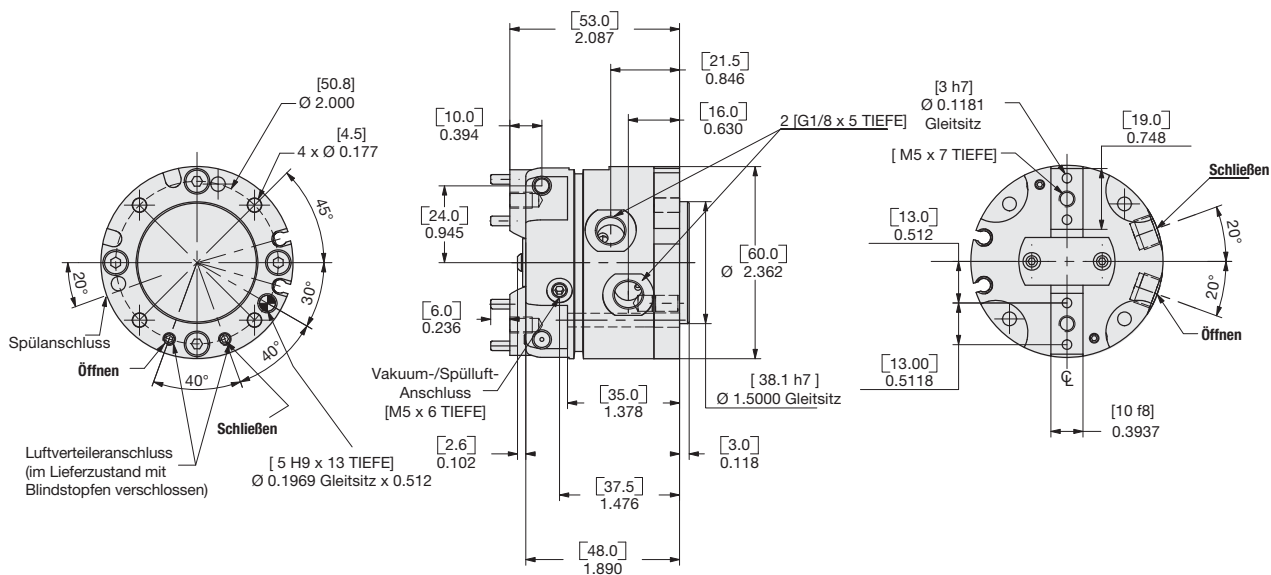 [50.8]
Ø 2.000
[4.5]
4 x Ø 0.177
45°
30°
40°
40°
20°
Spülanschluss
Öffnen
Schließen
Luftverteileranschluss
(im Lieferzustand mit
Blindstopfen verschlossen)
[ 5 H9 x 13 TIEFE]
Ø 0.1969 Gleitsitz x 0.512
[53.0]
2.087
[21.5]
0.846
[16.0]
0.630
[10.0]
0.394
2 [G1/8 x 5 TIEFE]
[24.0]
0.945
[60.0]
Ø 2.362
[6.0]
0.236
Vakuum-/Spülluft-
Anschluss
[M5 x 6 TIEFE]
[35.0]
1.378
[ 38.1 h7 ]
Ø 1.5000 Gleitsitz
[2.6]
0.102
[3.0]
0.118
[37.5]
1.476
[48.0]
1.890
[3 h7]
Ø 0.1181
Gleitsitz
[19.0]
0.748
[ M5 x 7 TIEFE]
Schließen
[13.0]
0.512
20°
20°
Öffnen
[13.00]
0.5118
℄
[10 f8]
0.3937